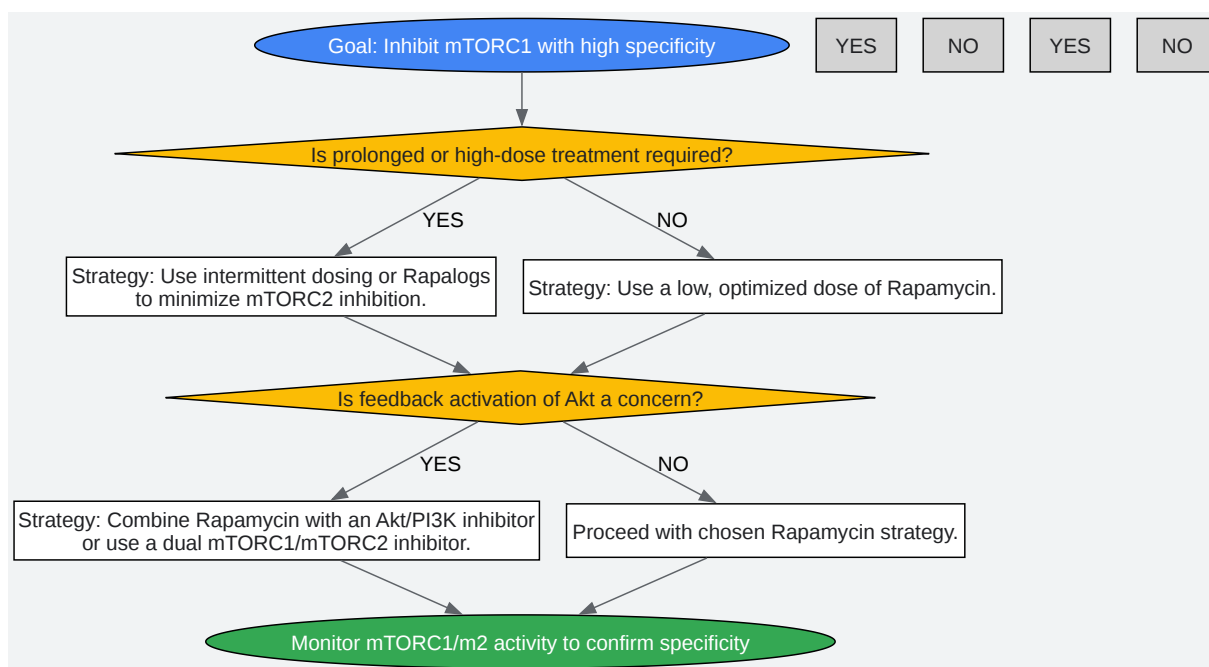 Goal: Inhibit mTORC1 with high specificity
YES
NO
YES
NO
Is prolonged or high-dose treatment required?
YES
NO
Strategy: Use intermittent dosing or Rapalogs
to minimize mTORC2 inhibition.
Strategy: Use a low, optimized dose of Rapamycin.
Is feedback activation of Akt a concern?
YES
NO
Strategy: Combine Rapamycin with an Akt/PI3K inhibitor
or use a dual mTORC1/mTORC2 inhibitor.
Proceed with chosen Rapamycin strategy.
Monitor mTORC1/m2 activity to confirm specificity